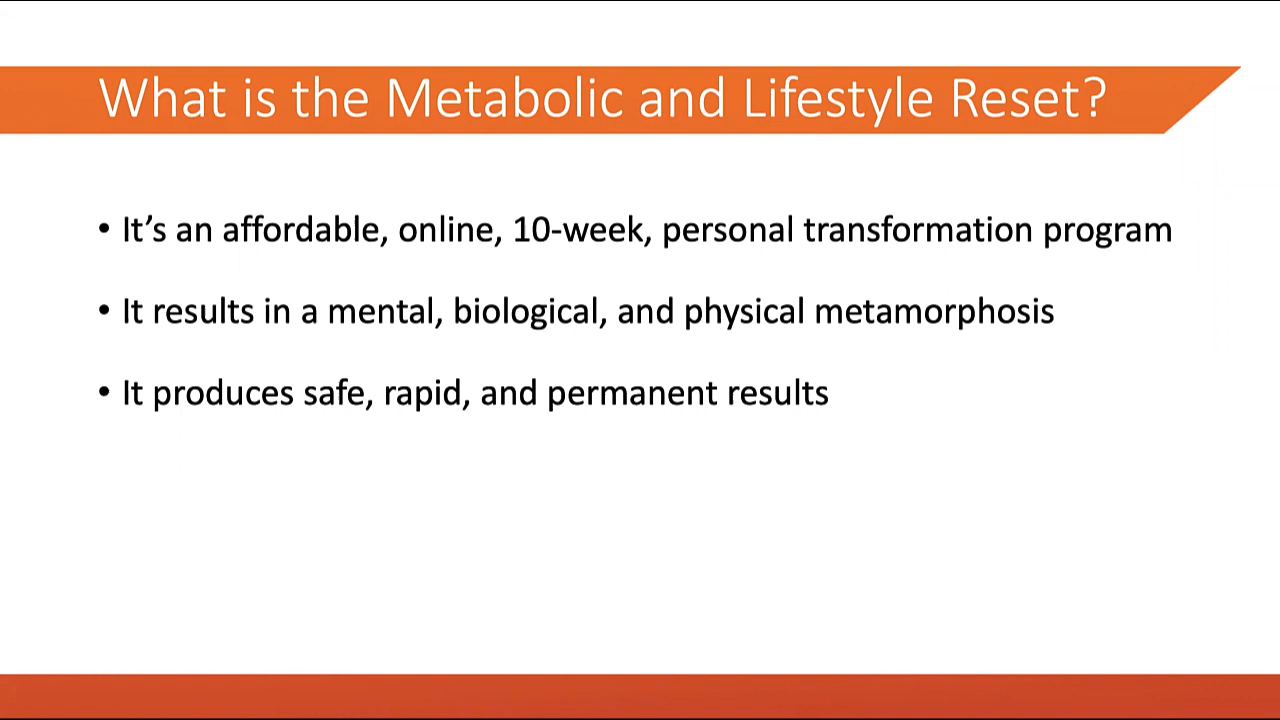 What is the Metabolic and Lifestyle Reset?
• It’s an affordable, online, 10-week, personal transformation program
• It results in a mental, biological, and physical metamorphosis
• It produces safe, rapid, and permanent results